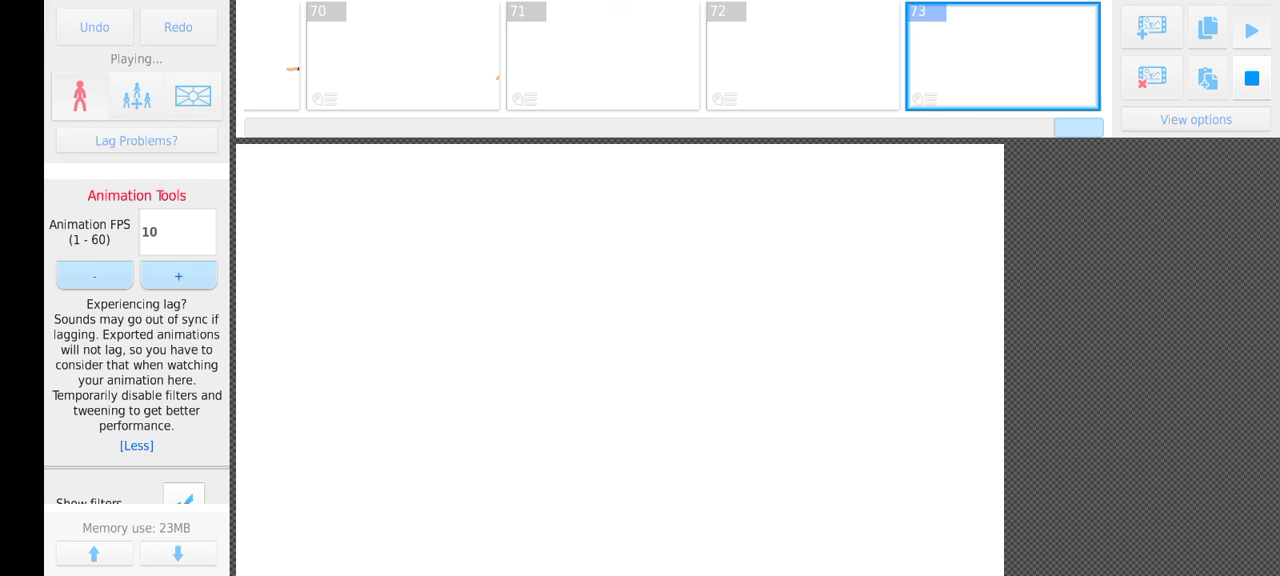 Undo Redo
Playing...
Lag Problems?
Animation Tools
Animation FPS
(1 - 60)
10
- +
Experiencing lag?
Sounds may go out of sync if
lagging. Exported animations
will not lag, so you have to
consider that when watching
your animation here.
Temporarily disable filters and
tweening to get better
performance.
[Less]
Show filters
Memory use: 23MB
70 71 72 73
View options